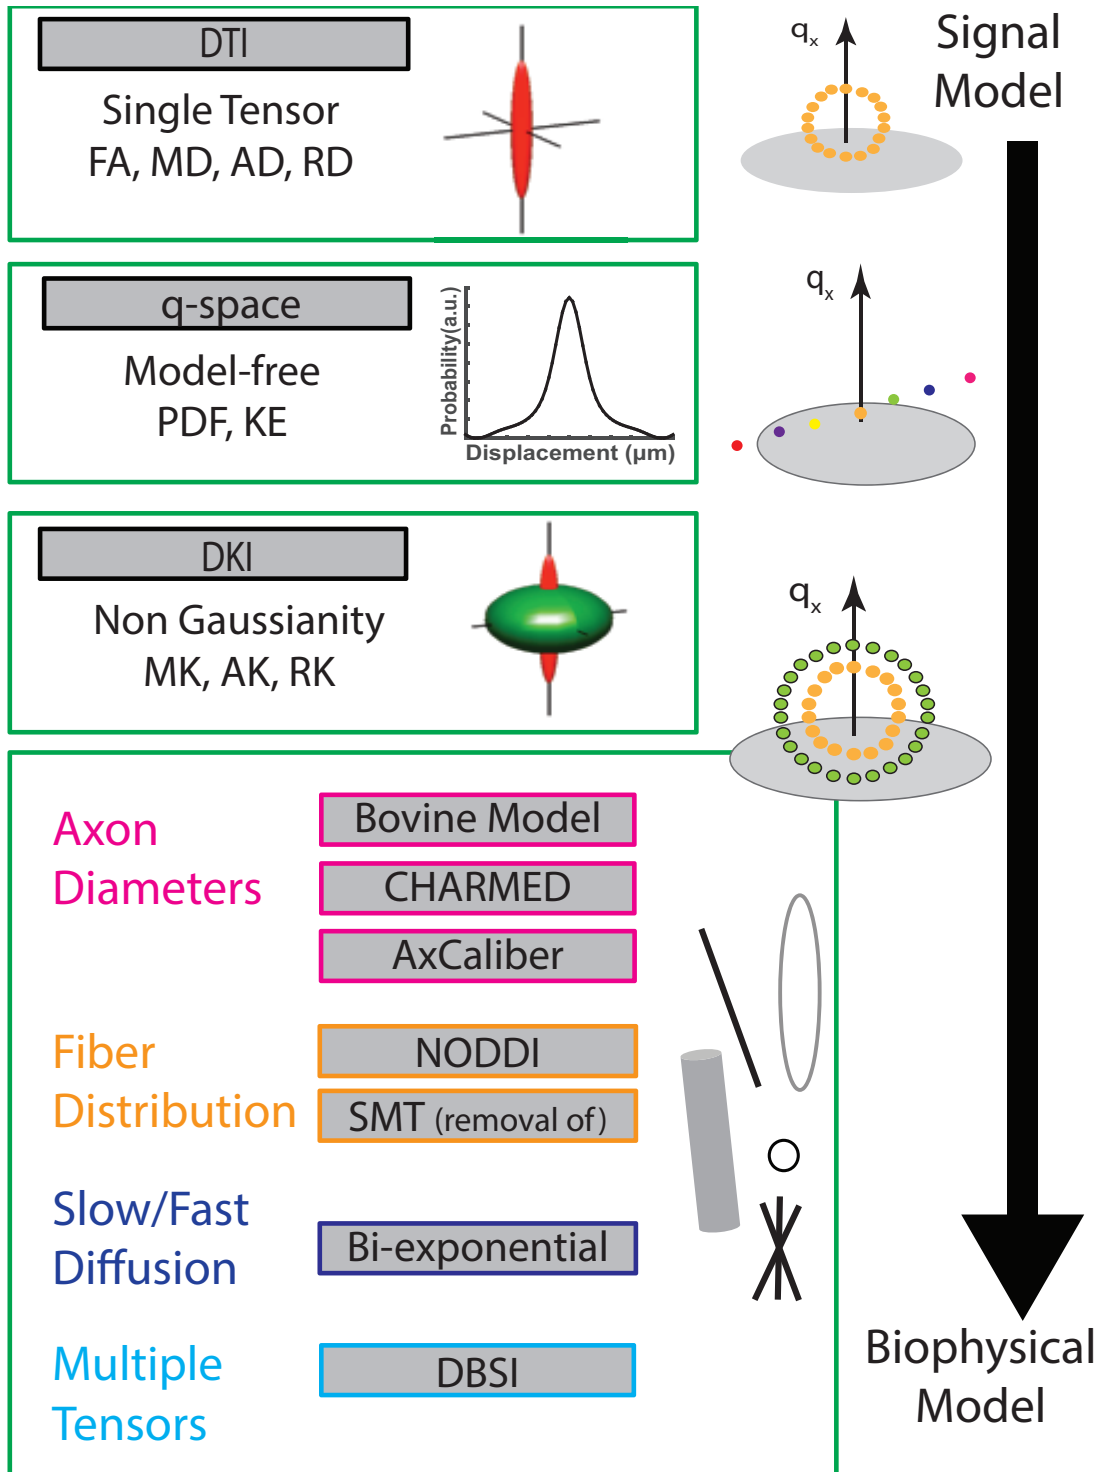 DTI
Single Tensor
FA, MD, AD, RD
qx
Signal
Model
q-space
Model-free
PDF, KE
Probability(a.u.)
Displacement (µm)
qx
DKI
Non Gaussianity
MK, AK, RK
qx
Axon
Diameters
Bovine Model
CHARMED
AxCaliber
Fiber
Distribution
NODDI
SMT (removal of)
Slow/Fast
Diffusion
Bi-exponential
Multiple
Tensors
DBSI
Biophysical
Model